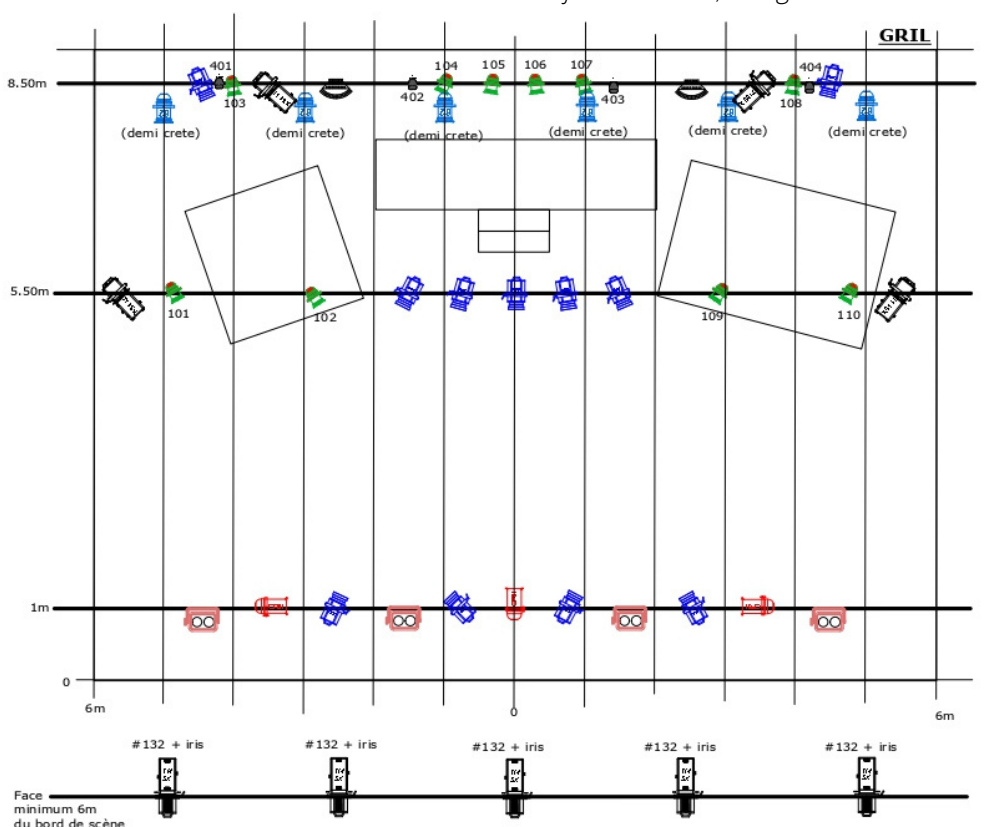 GRIL
8.50m
401
103
402
104
105
106
107
403
108
404
(demi crete)
(demi crete)
(demi crete)
(demi crete)
(demi crete)
(demi crete)
5.50m
101
102
109
110
1m
0
6m
0
6m
#132 + iris
#132 + iris
#132 + iris
#132 + iris
#132 + iris
Face
minimum 6m
du bord de scène